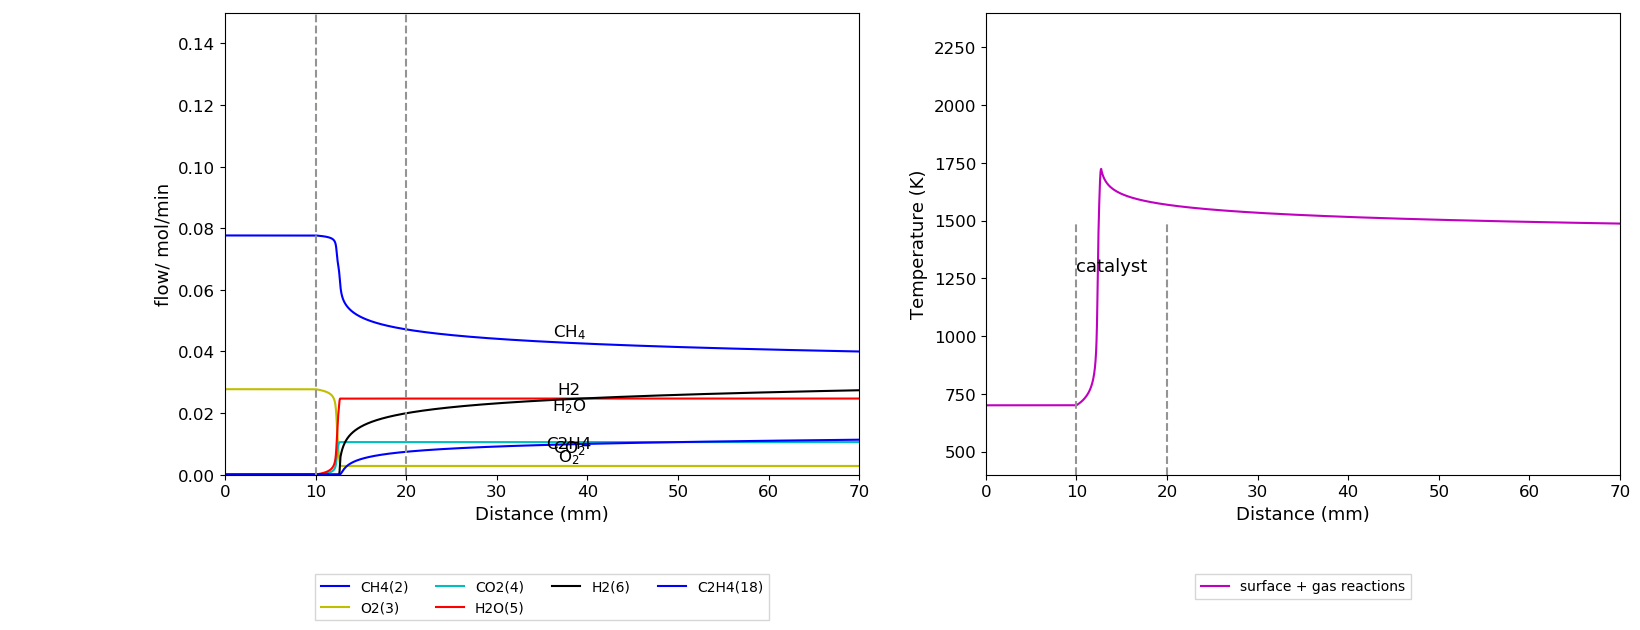 0.14
0.12
0.10
0.08
0.06
0.04
0.02
0.00
flow/ mol/min
CH₄
H2
H₂O
C2H4
CO₂
O₂
0 10 20 30 40 50 60 70
Distance (mm)
CH4(2) CO2(4) H2(6) C2H4(18)
O2(3) H2O(5)
2250
2000
1750
1500
1250
1000
750
500
Temperature (K)
catalyst
0 10 20 30 40 50 60 70
Distance (mm)
surface + gas reactions